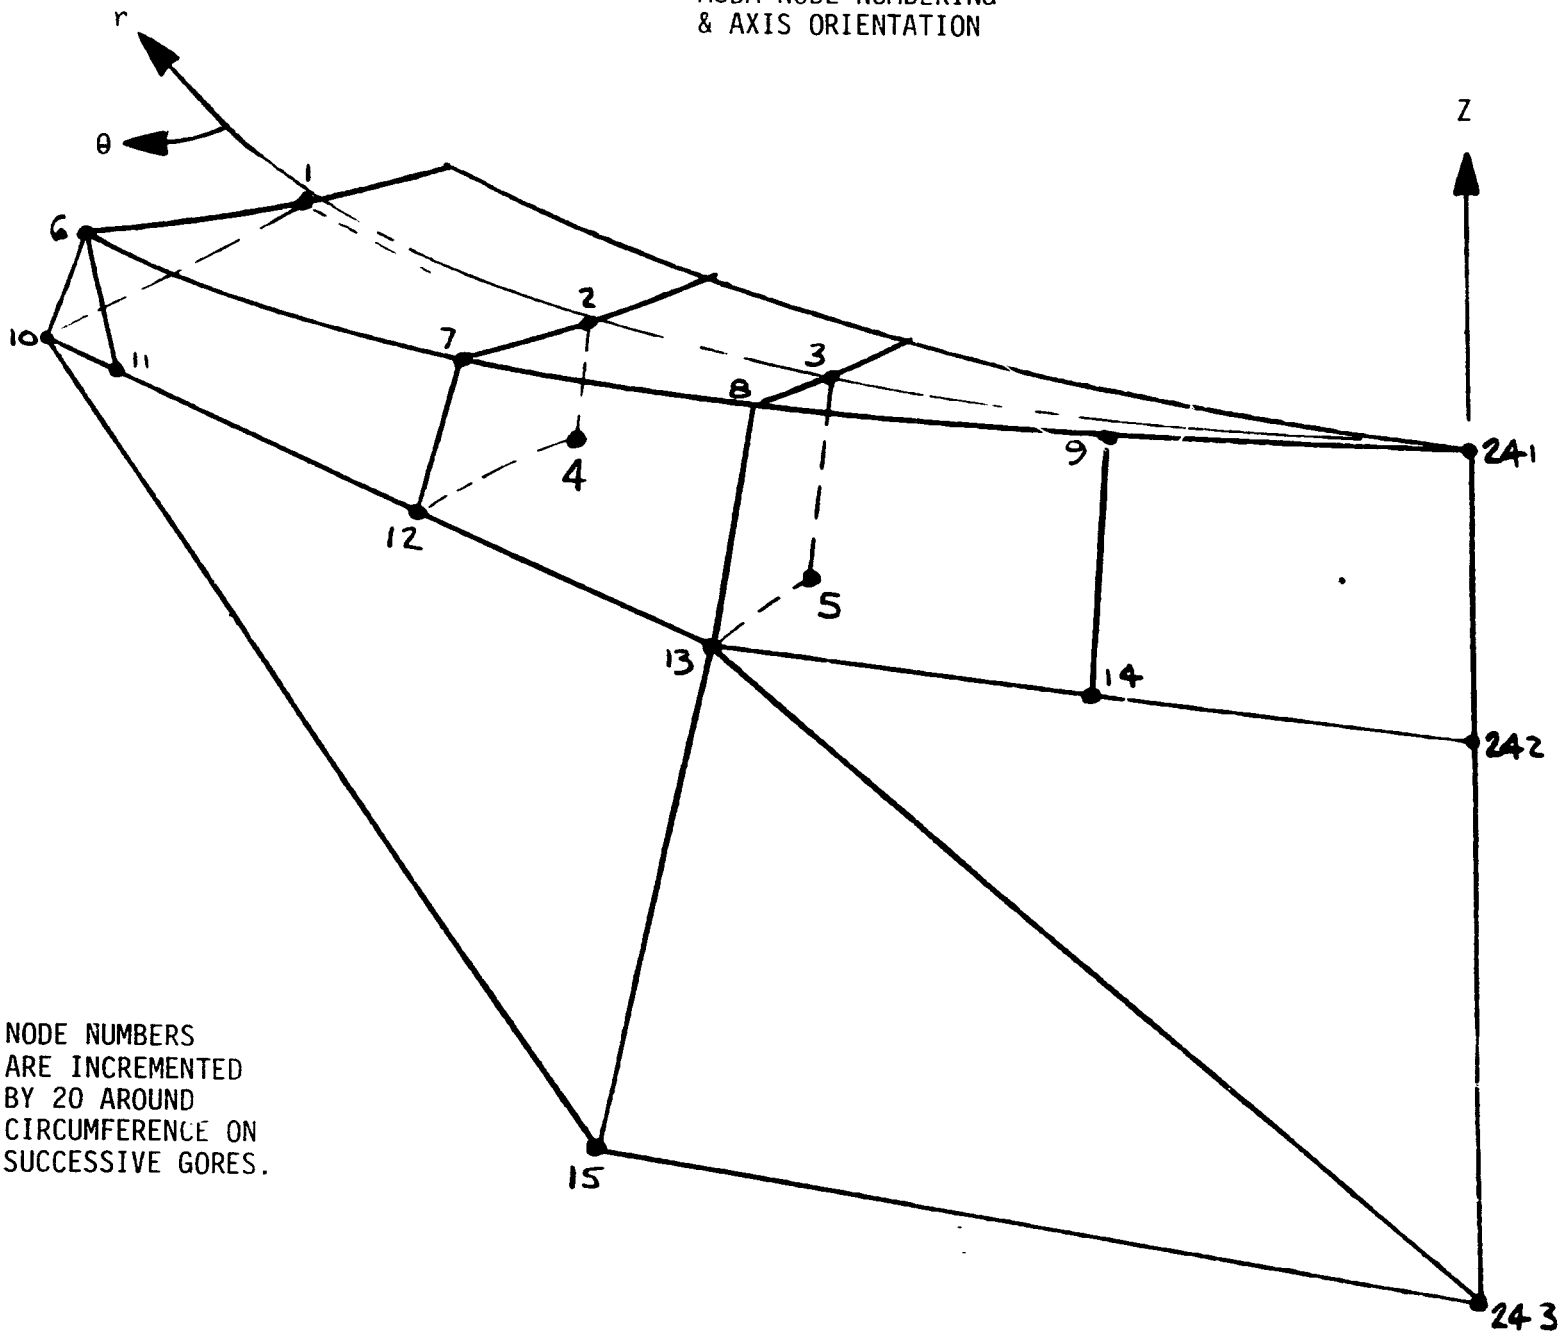 & AXIS ORIENTATION
r
Z
θ
1
6
2
7
3
10
11
8
9
241
4
12
5
13
14
242
NODE NUMBERS
ARE INCREMENTED
BY 20 AROUND
CIRCUMFERENCE ON
SUCCESSIVE GORES.
15
243